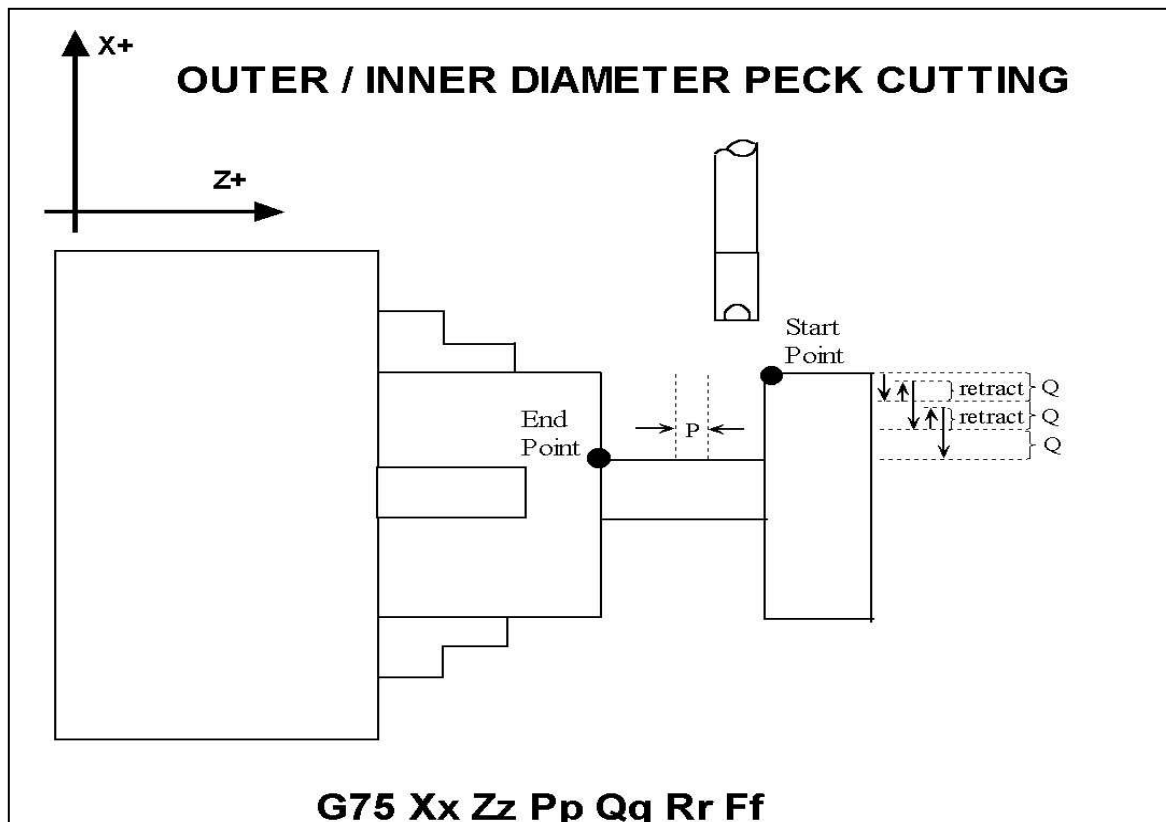 X+
OUTER / INNER DIAMETER PECK CUTTING
Z+
Start
Point
retract Q
retract Q
Q
End
Point
P
G75 Xx Zz Pp Qq Rr Ff